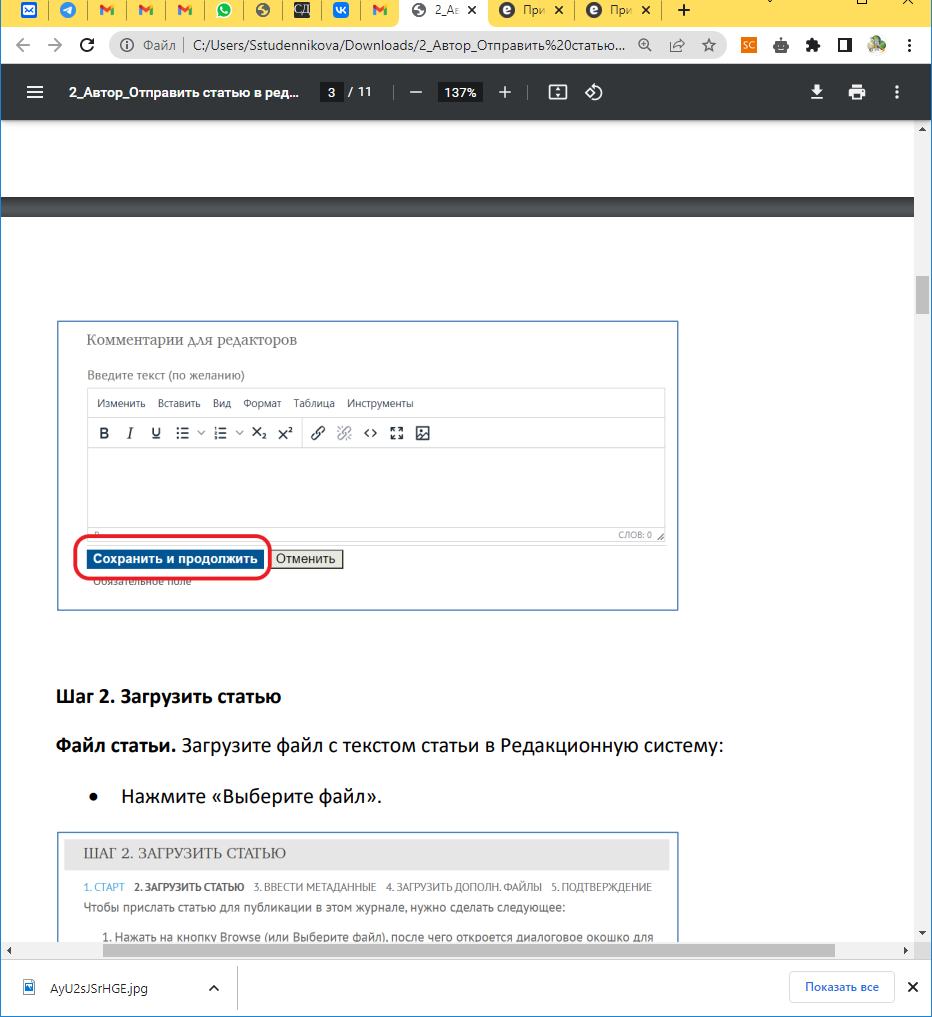 СД
2_Ав
При
При
Файл
C:/Users/Sstudennikova/Downloads/2_Автор_Отправить%20статью...
SC
2_Автор_Отправить статью в ред...
3 / 11
137%
Комментарии для редакторов
Введите текст (по желанию)
Изменить Вставить Вид Формат Таблица Инструменты
B I U X₂ X²
СЛОВ: 0
Сохранить и продолжить Отменить
Обязательное поле
Шаг 2. Загрузить статью
Файл статьи. Загрузите файл с текстом статьи в Редакционную систему:
• Нажмите «Выберите файл».
ШАГ 2. ЗАГРУЗИТЬ СТАТЬЮ
1. СТАРТ 2. ЗАГРУЗИТЬ СТАТЬЮ 3. ВВЕСТИ МЕТАДАННЫЕ 4. ЗАГРУЗИТЬ ДОПОЛН. ФАЙЛЫ 5. ПОДТВЕРЖДЕНИЕ
Чтобы прислать статью для публикации в этом журнале, нужно сделать следующее:
1. Нажать на кнопку Browse (или Выберите файл), после чего откроется диалоговое окошко для
AyU2sJSrHGE.jpg
Показать все